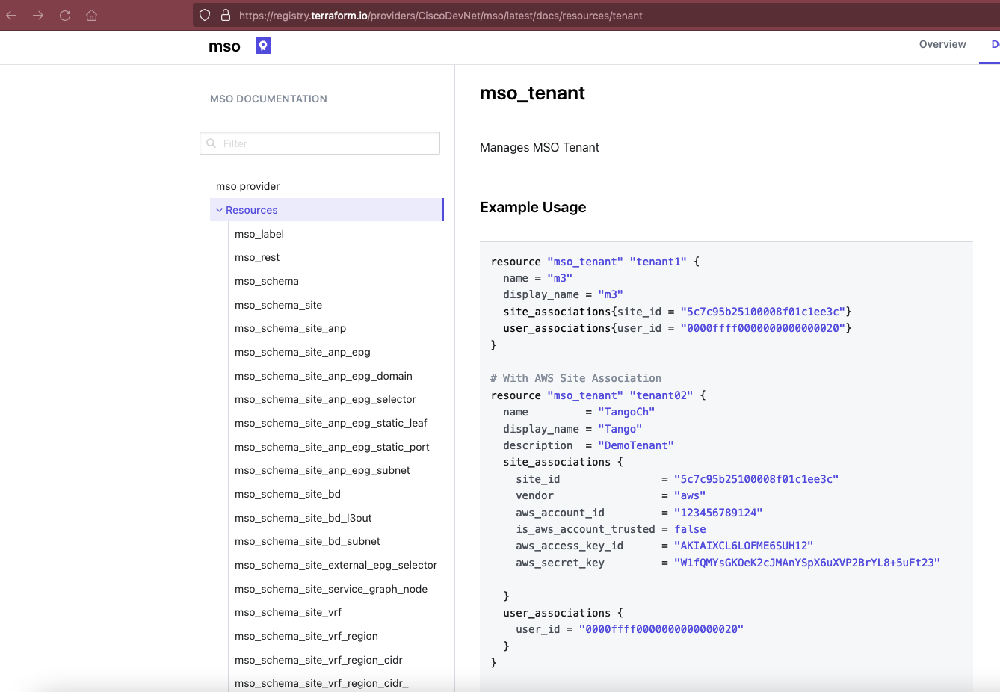 https://registry.terraform.io/providers/CiscoDevNet/mso/latest/docs/resources/tenant
mso
Overview
MSO DOCUMENTATION
Filter
mso provider
Resources
mso_label
mso_rest
mso_schema
mso_schema_site
mso_schema_site_anp
mso_schema_site_anp_epg
mso_schema_site_anp_epg_domain
mso_schema_site_anp_epg_selector
mso_schema_site_anp_epg_static_leaf
mso_schema_site_anp_epg_static_port
mso_schema_site_anp_epg_subnet
mso_schema_site_bd
mso_schema_site_bd_l3out
mso_schema_site_bd_subnet
mso_schema_site_external_epg_selector
mso_schema_site_service_graph_node
mso_schema_site_vrf
mso_schema_site_vrf_region
mso_schema_site_vrf_region_cidr
mso_schema_site_vrf_region_cidr_
mso_tenant
Manages MSO Tenant
Example Usage
resource "mso_tenant" "tenant1" {
name = "m3"
display_name = "m3"
site_associations{site_id = "5c7c95b25100008f01c1ee3c"}
user_associations{user_id = "0000ffff0000000000000020"}
}
# With AWS Site Association
resource "mso_tenant" "tenant02" {
name = "TangoCh"
display_name = "Tango"
description = "DemoTenant"
site_associations {
site_id = "5c7c95b25100008f01c1ee3c"
vendor = "aws"
aws_account_id = "123456789124"
is_aws_account_trusted = false
aws_access_key_id = "AKIAIXCL6LOFME6SUH12"
aws_secret_key = "W1fQMYsGKOeK2cJMAnYSpX6uXVP2BrYL8+5uFt23"
}
user_associations {
user_id = "0000ffff0000000000000020"
}
}